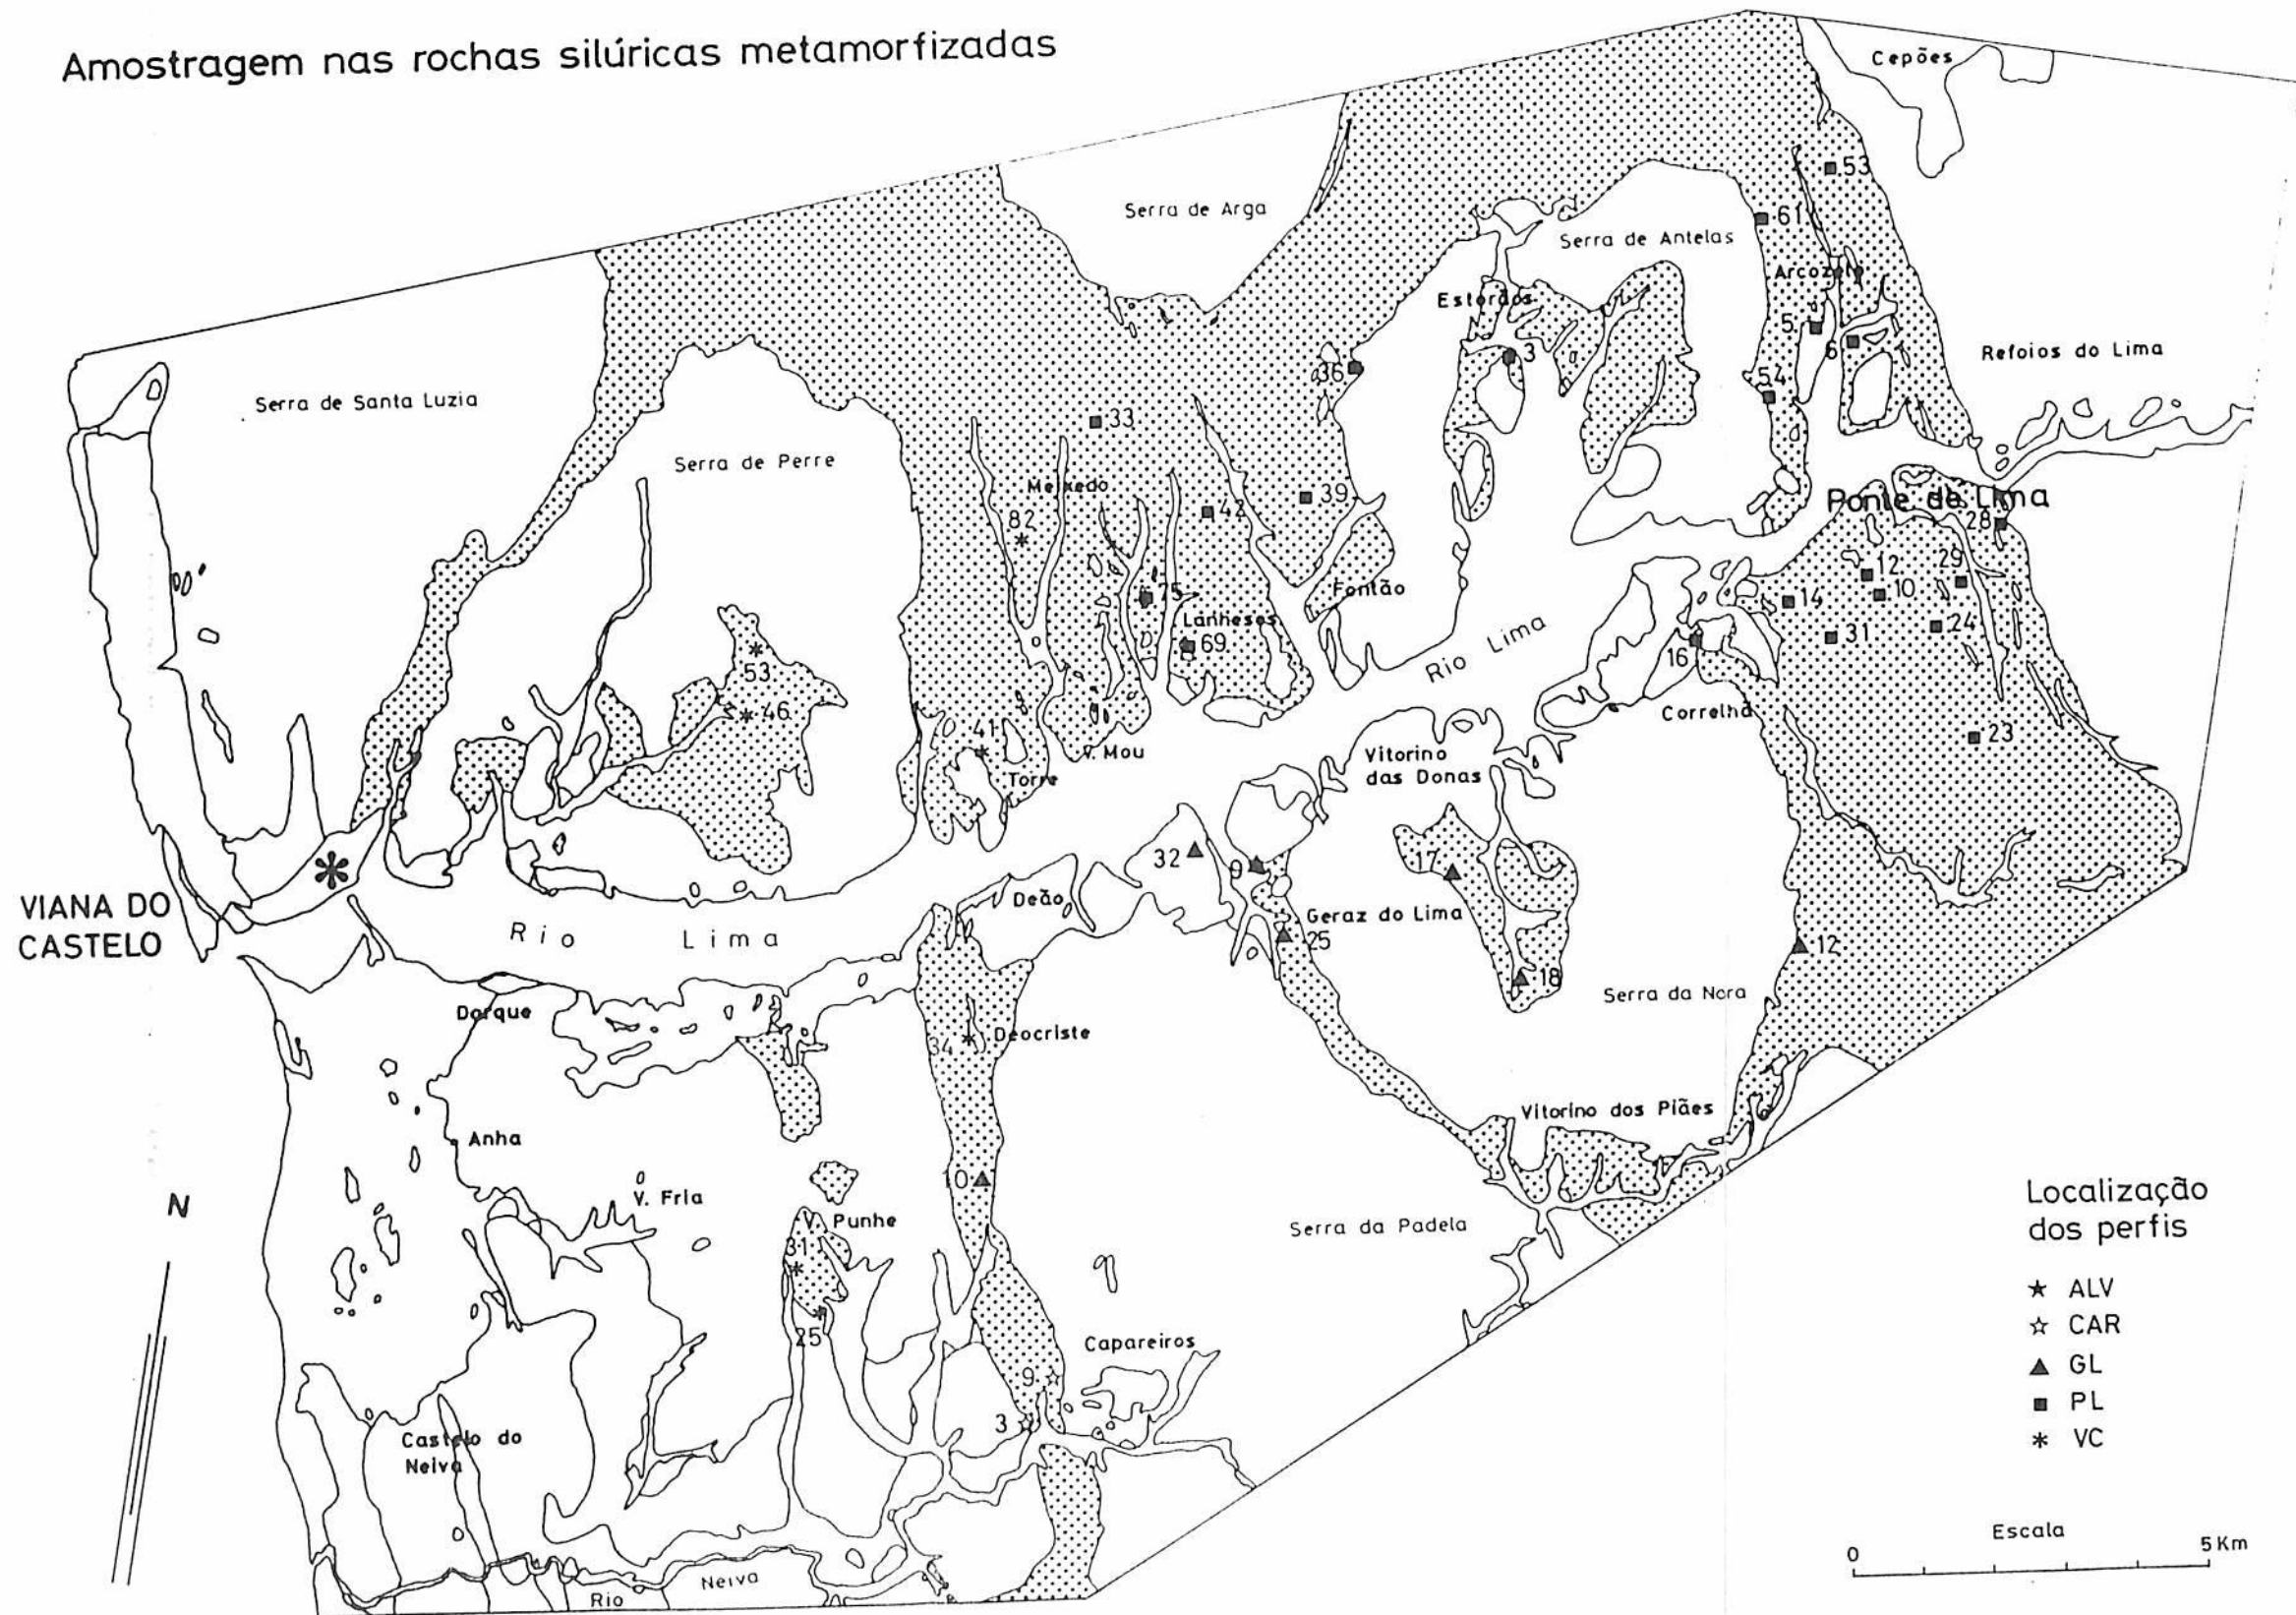 Amostragem nas rochas silúricas metamorfizadas
Cepões
53
Serra de Arga
61
Serra de Antelas
Arcozelo
Estorãos
5
3
6
Refoios do Lima
36
54
Serra de Santa Luzia
33
Serra de Perre
Meixedo
39
Ponte de Lima
42
82
28
12
29
75
10
Fontão
14
Lanheses
24
31
69
Rio Lima
53
16
46
Correlhã
41
23
V. Mou
Vitorino
das Donas
Torre
32
9
17
VIANA DO
CASTELO
Deão
Geraz do Lima
Rio Lima
25
12
18
Serra da Nora
Darque
34
Deocriste
Vitorino dos Piães
Anha
10
V. Fria
N
Localização
dos perfis
V. Punhe
Serra da Padela
31
ALV
CAR
25
Capareiros
GL
9
PL
3
Castelo do
Neiva
VC
Escala
0
5 Km
Rio Neiva